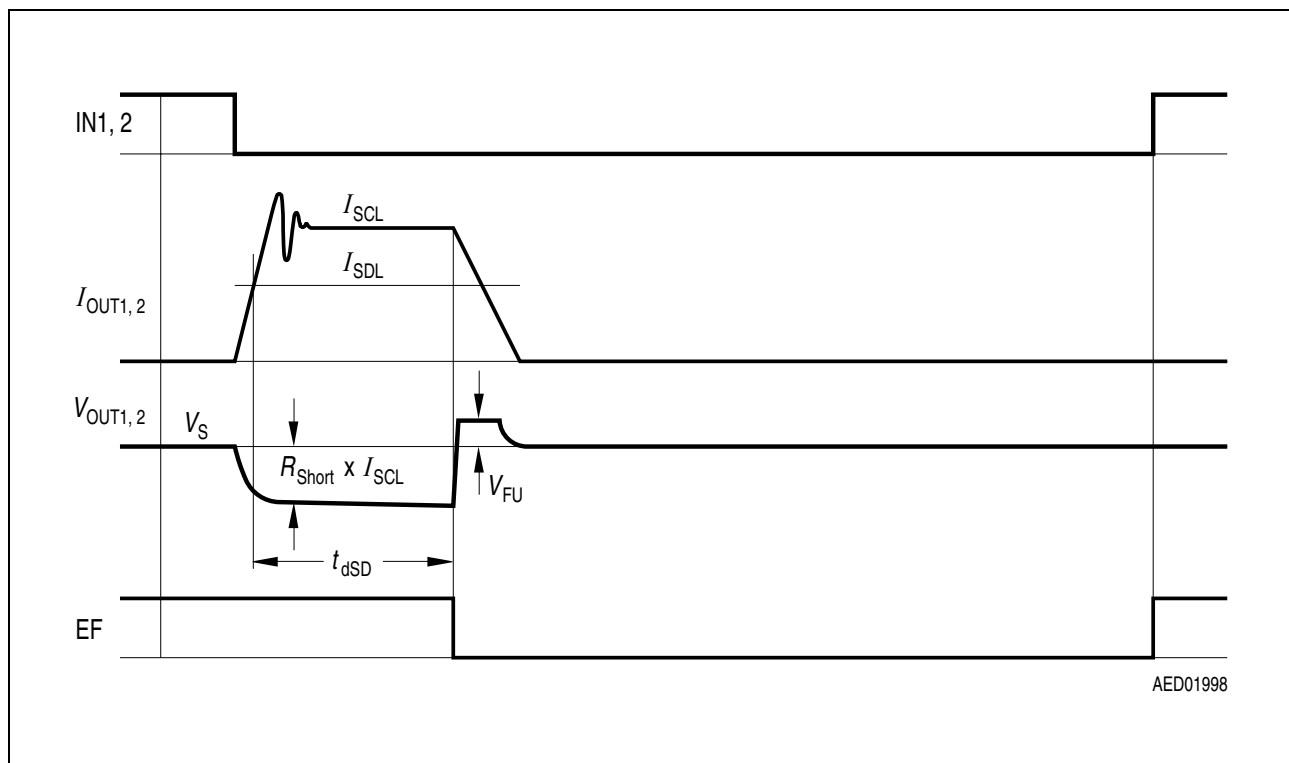 IN1, 2
I_SCL
I_SDL
I_OUT1, 2
V_OUT1, 2
V_S
R_Short x I_SCL
V_FU
t_dSD
EF
AED01998